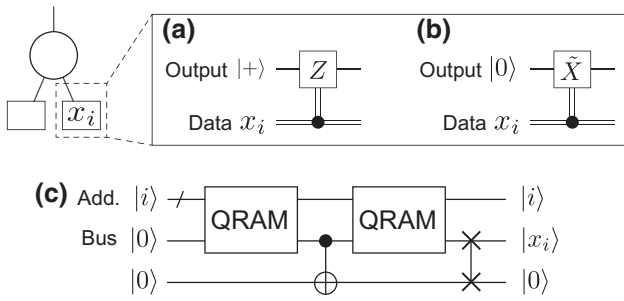 (a) (b)
Output |+⟩ Z Output |0⟩ X̃
x_i Data x_i Data x_i
(c) Add. |i⟩ QRAM QRAM |i⟩
Bus |0⟩ |x_i⟩
|0⟩ |0⟩